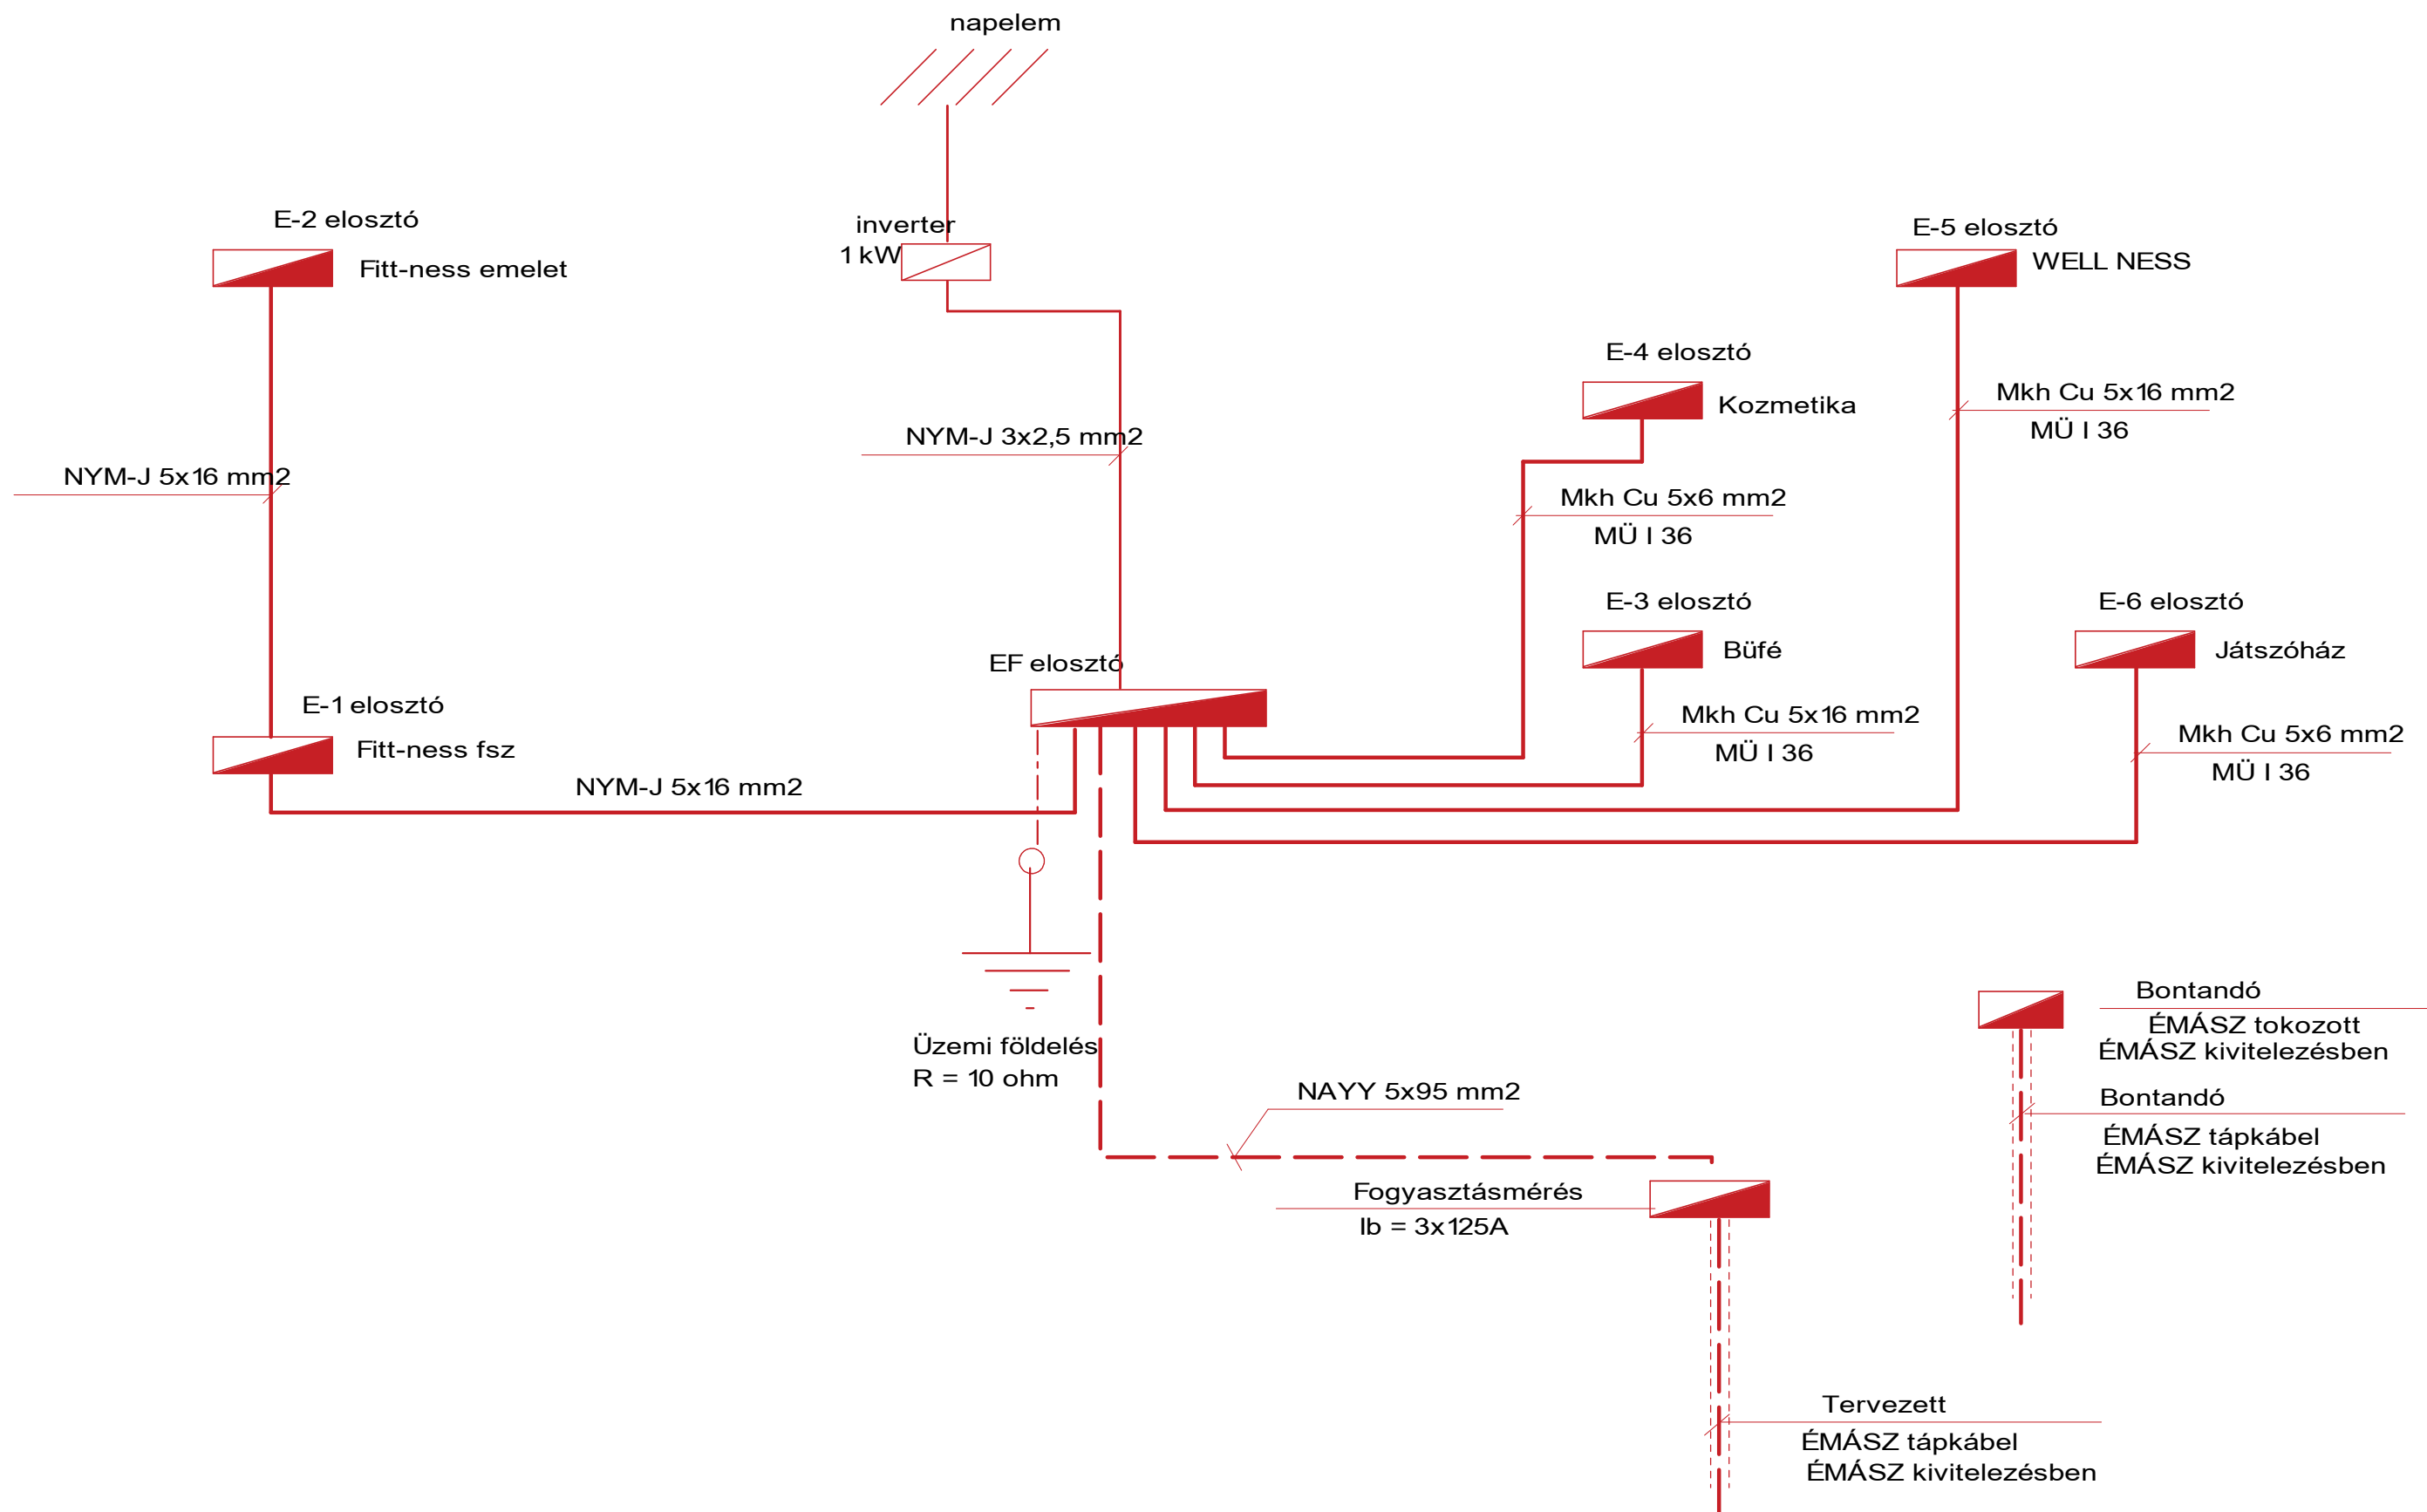 napelem
E-2 elosztó
Fitt-ness emelet
inverter
1 kW
E-5 elosztó
WELL NESS
E-4 elosztó
Kozmetika
Mkh Cu 5x16 mm2
MÜ I 36
NYM-J 3x2,5 mm2
NYM-J 5x16 mm2
Mkh Cu 5x6 mm2
MÜ I 36
E-3 elosztó
Büfé
E-6 elosztó
Játszóház
EF elosztó
E-1 elosztó
Fitt-ness fsz
Mkh Cu 5x16 mm2
MÜ I 36
Mkh Cu 5x6 mm2
MÜ I 36
NYM-J 5x16 mm2
Üzemi földelés
R = 10 ohm
Bontandó
ÉMÁSZ tokozott
ÉMÁSZ kivitelezésben
Bontandó
ÉMÁSZ tápkábel
ÉMÁSZ kivitelezésben
NAYY 5x95 mm2
Fogyasztásmérés
Ib = 3x125A
Tervezett
ÉMÁSZ tápkábel
ÉMÁSZ kivitelezésben